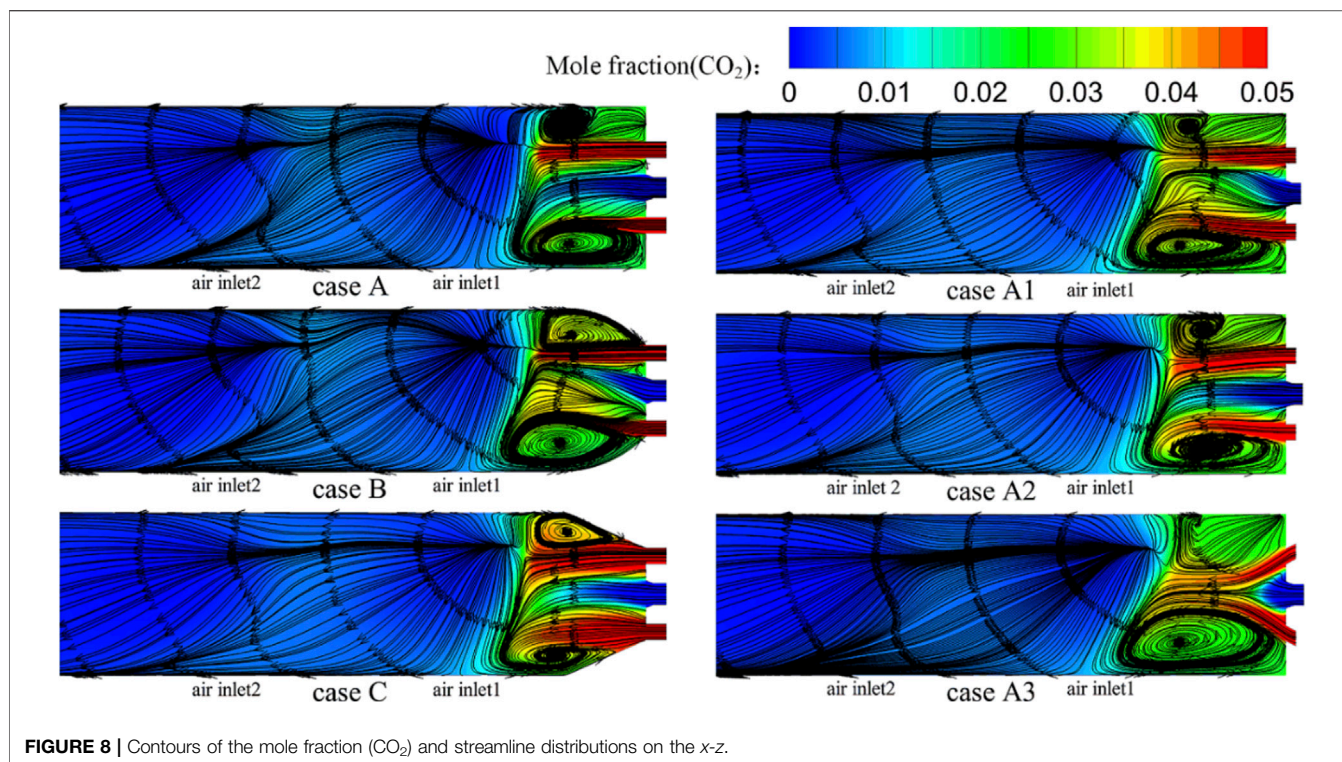 Mole fraction(CO₂):
0 0.01 0.02 0.03 0.04 0.05
air inlet2 case A air inlet1
air inlet2 case A1 air inlet1
air inlet2 case B air inlet1
air inlet 2 case A2 air inlet1
air inlet2 case C air inlet1
air inlet2 case A3 air inlet1
FIGURE 8 | Contours of the mole fraction (CO₂) and streamline distributions on the x-z.